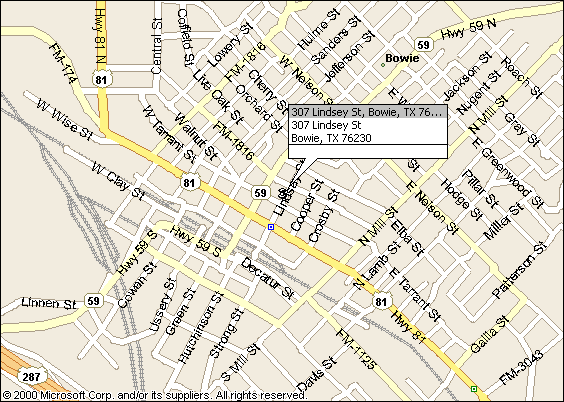 Hwy 81 N
Central St
Coffield St
Lowery St
FM-1816
Hulme St
Sanders St
Jefferson St
59
Hwy 59 N
FM-174
81
Live Oak St
Cherry St
W Nelson St
Bowie
Jackson St
Roach St
Orchard St
Nugent St
N Mill St
Gray St
W Wise St
W Tarrant St
Walnut St
FM-1816
307 Lindsey St, Bowie, TX 76...
307 Lindsey St
Bowie, TX 76230
E Greenwood St
W Clay St
81
59
Lindsay
Cooper St
Crosby St
Hodge St
Pillar St
Miller St
E Nelson St
N Mill St
Elba St
Patterson St
Hwy 59 S
Hwy 59 S
Decatur St
N Lamb St
E Tarrant St
Linnen St
59
Cowan St
Ussery St
Green St
Hutchinson St
Strong St
S Mill St
FM-1125
81
Hwy 81
Gallia St
FM-3043
Davis St
287
© 2000 Microsoft Corp. and/or its suppliers. All rights reserved.